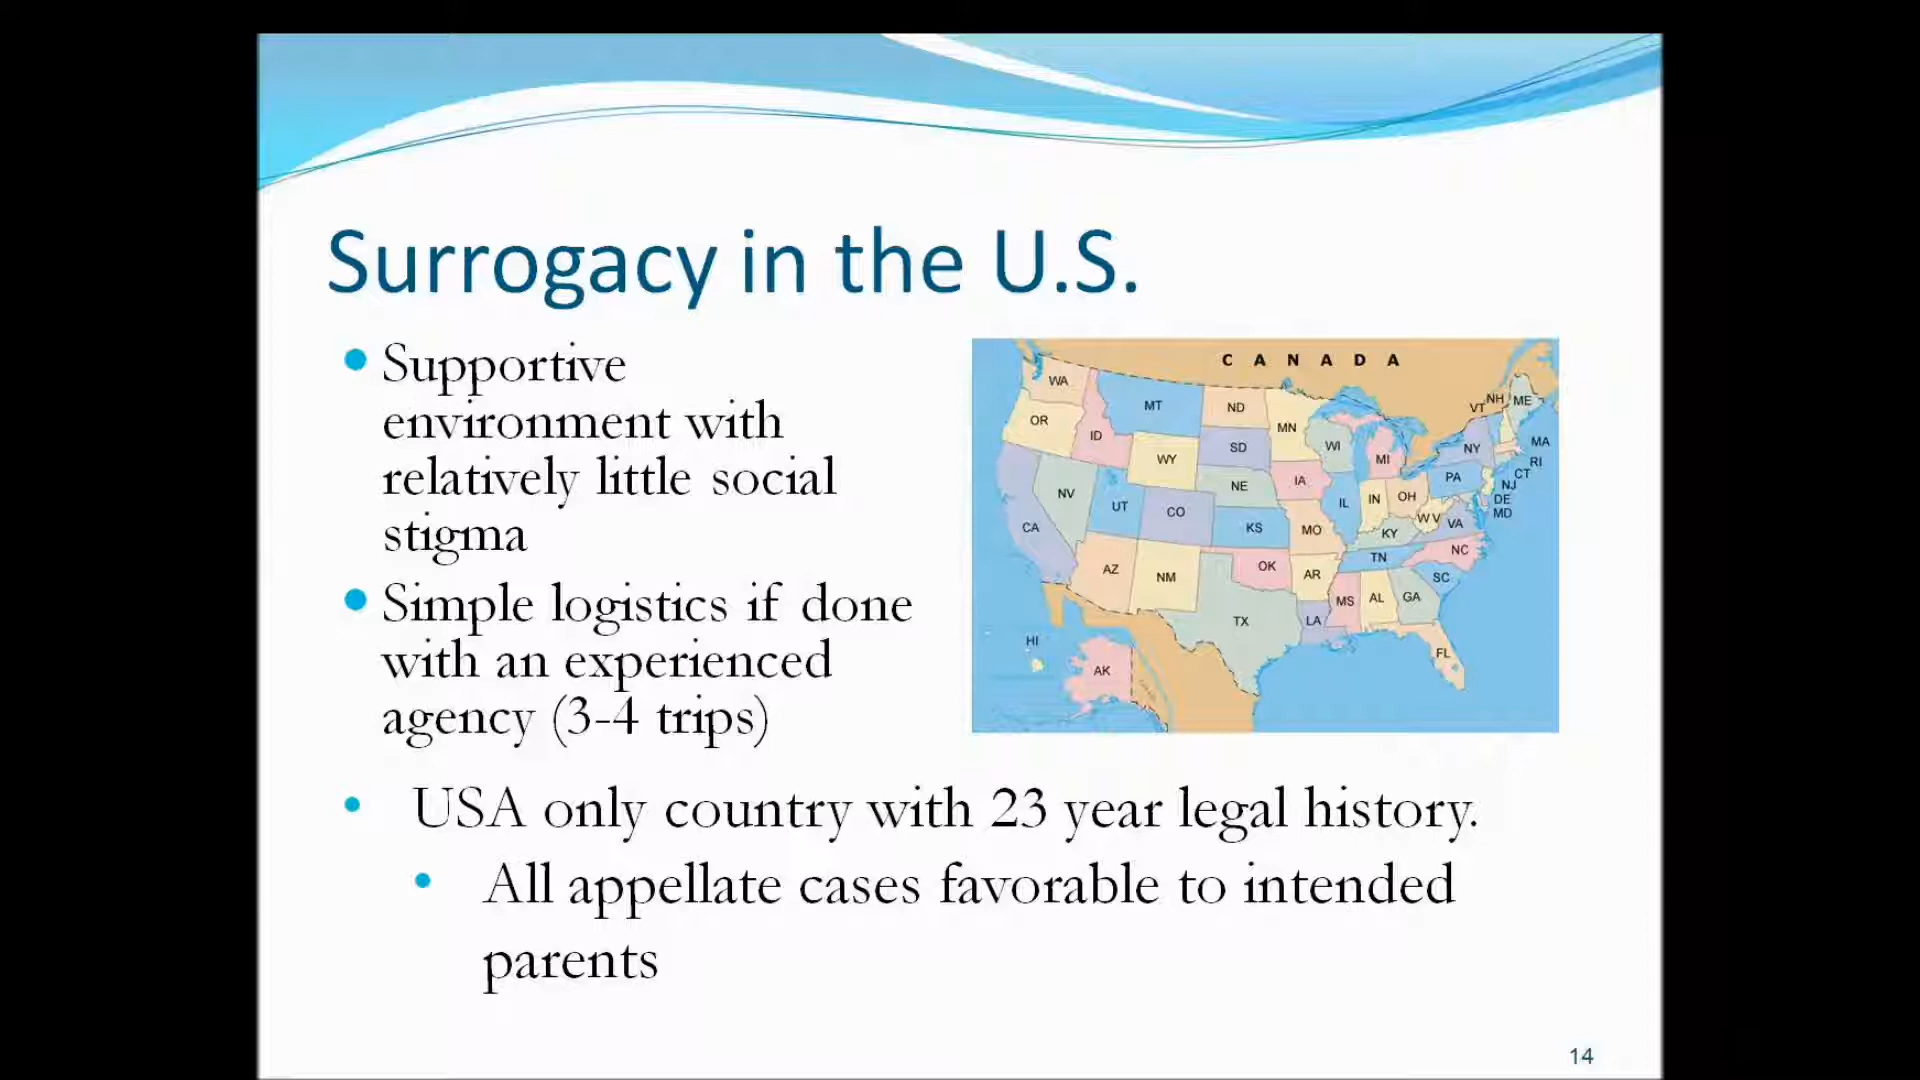 Surrogacy in the U.S.
Supportive
environment with
relatively little social
stigma
Simple logistics if done
with an experienced
agency (3-4 trips)
C A N A D A
WA
MT
ND
MN
VT
NH
ME
OR
ID
SD
WI
MI
NY
MA
WY
RI
CT
NV
NE
IA
PA
NJ
UT
CO
IL
IN
OH
DE
MD
CA
KS
MO
WV
VA
KY
AZ
NM
OK
AR
TN
NC
SC
TX
LA
MS
AL
GA
HI
AK
FL
USA only country with 23 year legal history.
All appellate cases favorable to intended
parents
14